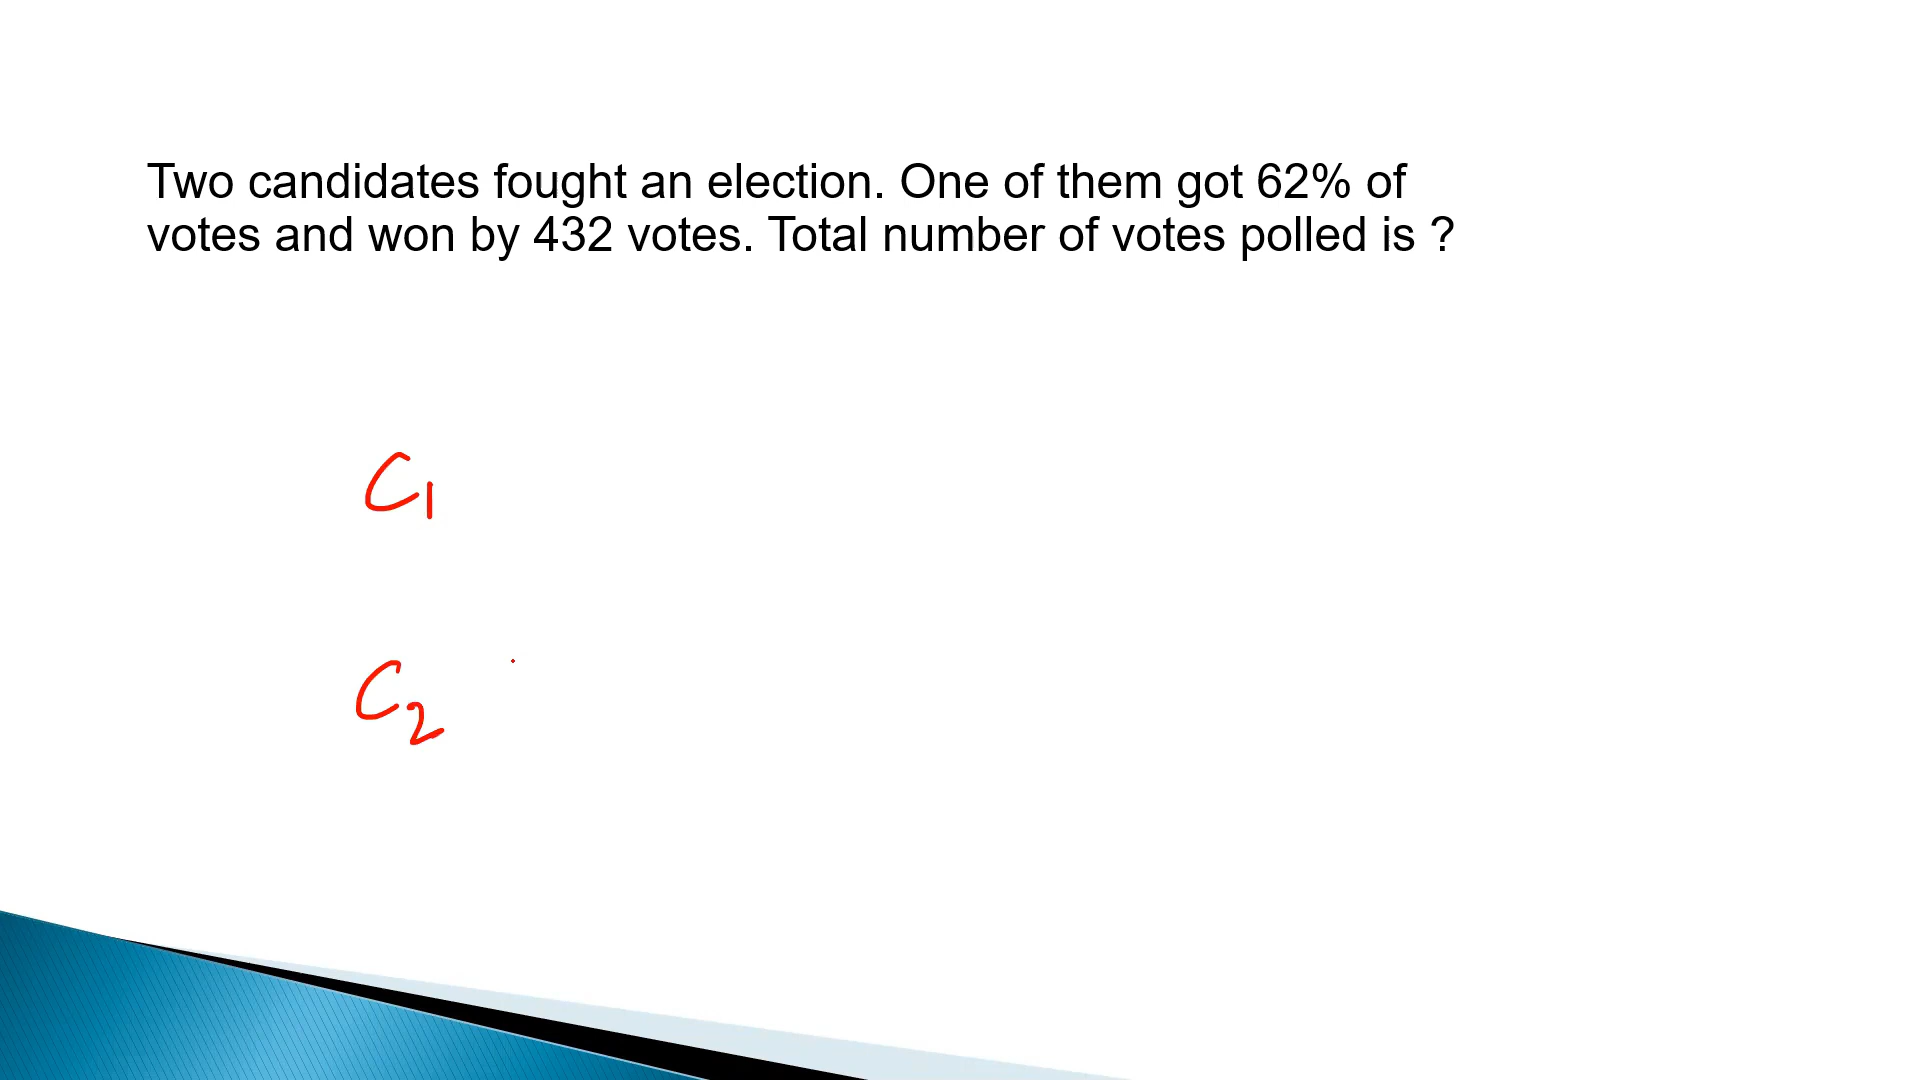 Two candidates fought an election. One of them got 62% of
votes and won by 432 votes. Total number of votes polled is ?
C1
C2